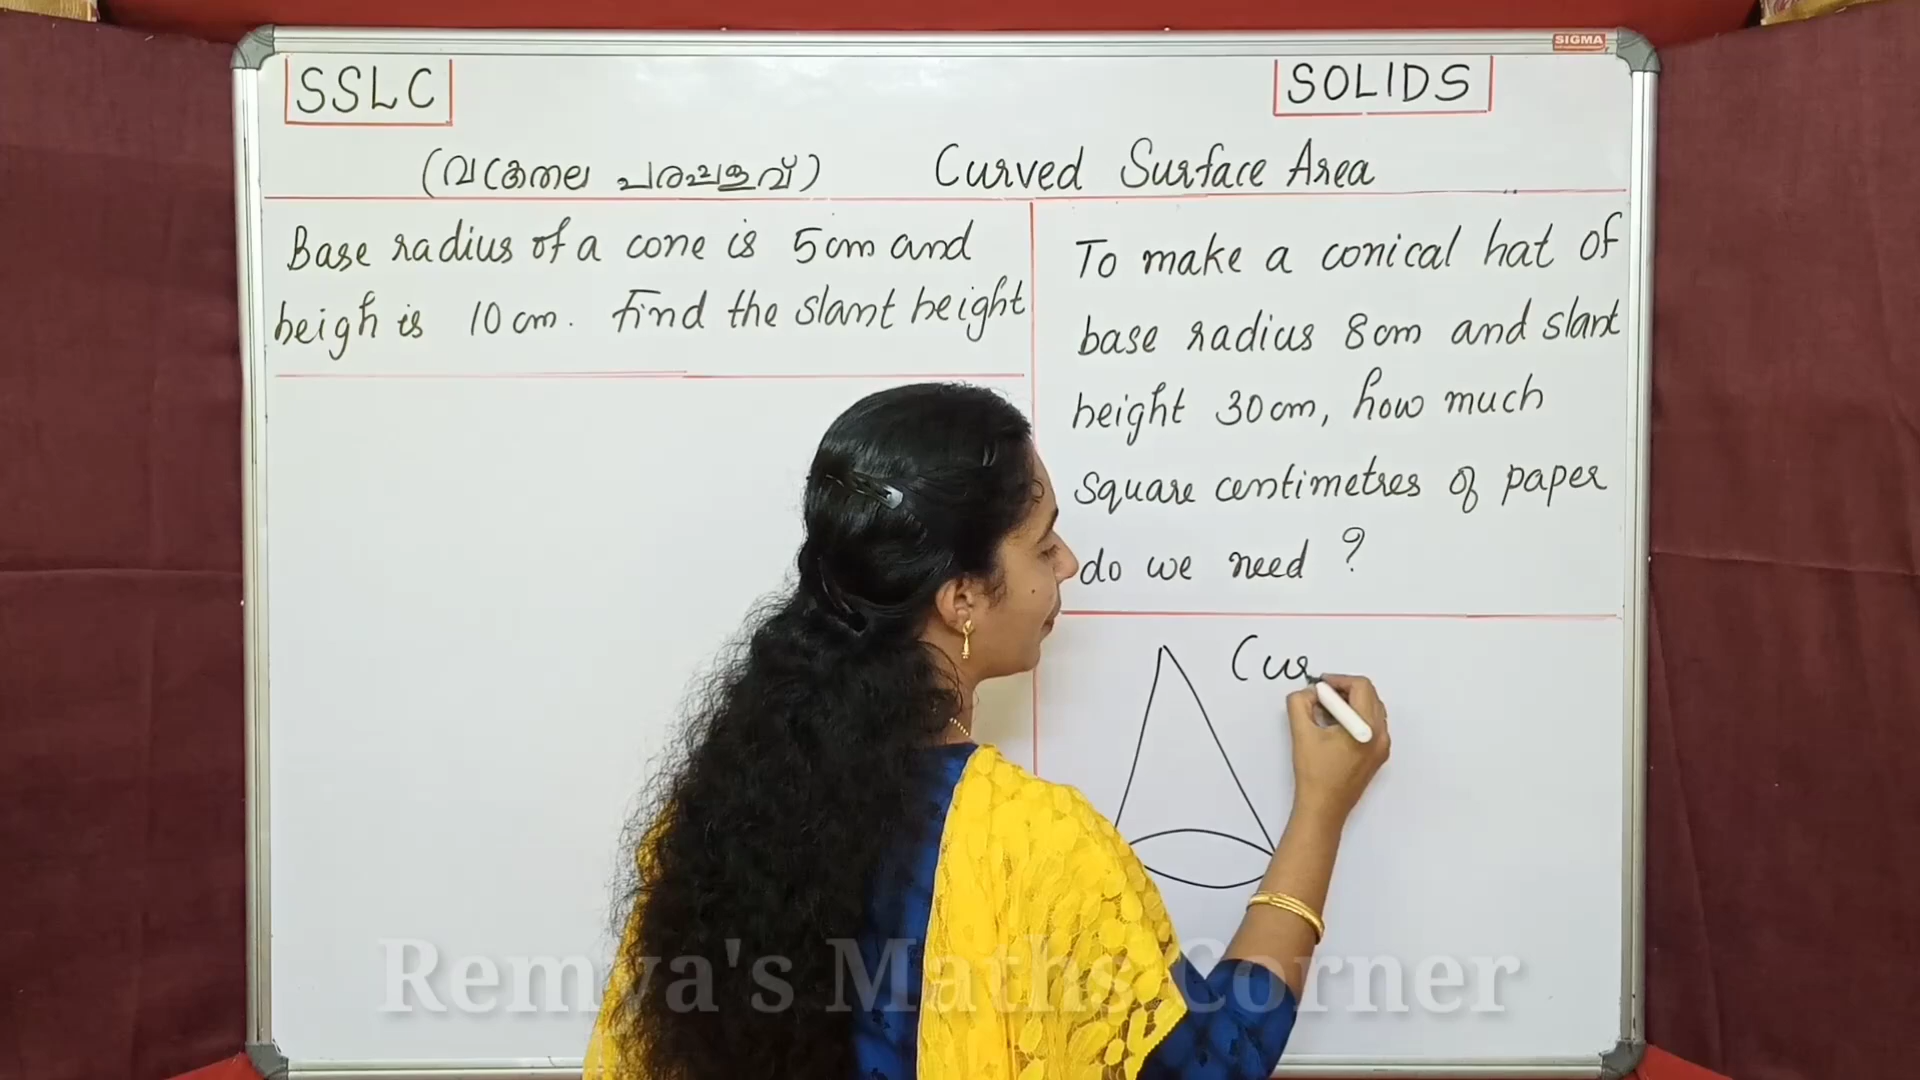 SIGMA
SSLC
SOLIDS
(വക്രതല പരപ്പളവ്) Curved Surface Area
Base radius of a cone is 5cm and
heigh is 10 cm. Find the slant height
To make a conical hat of
base radius 8cm and slant
height 30cm, how much
square centimetres of paper
do we need ?
Cur
Remya's Maths Corner